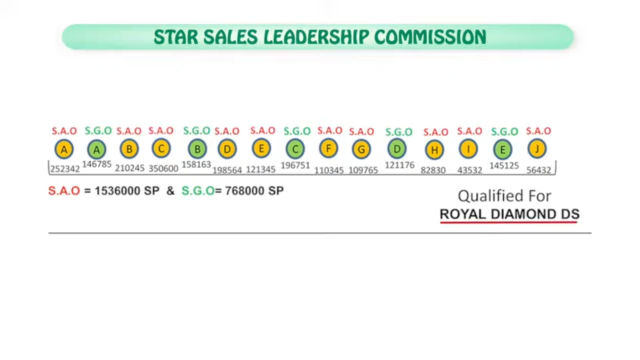 STAR SALES LEADERSHIP COMMISSION
S.A.O S.G.O S.A.O S.A.O S.G.O S.A.O S.A.O S.G.O S.A.O S.A.O S.G.O S.A.O S.A.O S.G.O S.A.O
A A B C B D E C F G D H I E J
252342 146785 210245 350600 158163 198564 121345 196751 110345 109765 121176 82830 43532 145125 56432
S.A.O = 1536000 SP & S.G.O= 768000 SP
Qualified For
ROYAL DIAMOND DS